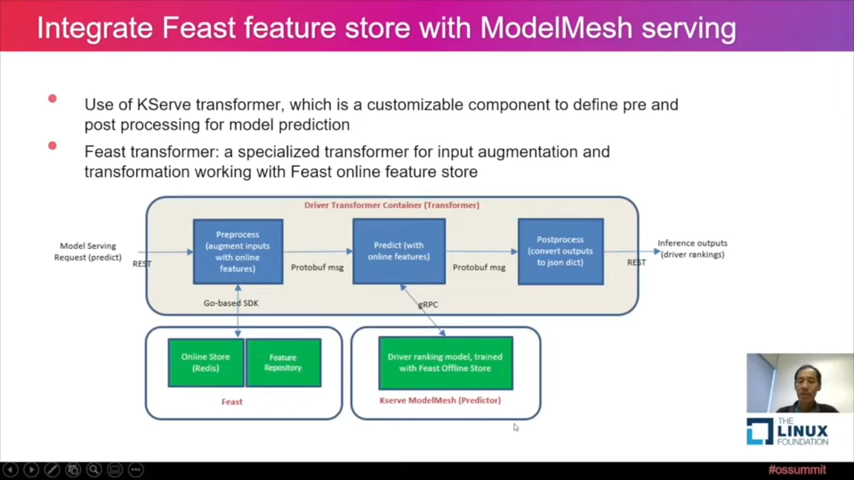 Integrate Feast feature store with ModelMesh serving
Use of KServe transformer, which is a customizable component to define pre and
post processing for model prediction
Feast transformer: a specialized transformer for input augmentation and
transformation working with Feast online feature store
Driver Transformer Container (Transformer)
Model Serving
Request (predict)
REST
Preprocess
(augment inputs
with online
features)
Protobuf msg
Predict (with
online features)
Protobuf msg
Postprocess
(convert outputs
to json dict)
REST
Inference outputs
(driver rankings)
Go-based SDK
gRPC
Online Store
(Redis)
Feature
Repository
Feast
Driver ranking model, trained
with Feast Offline Store
Kserve ModelMesh (Predictor)
THE
LINUX
FOUNDATION
#ossummit